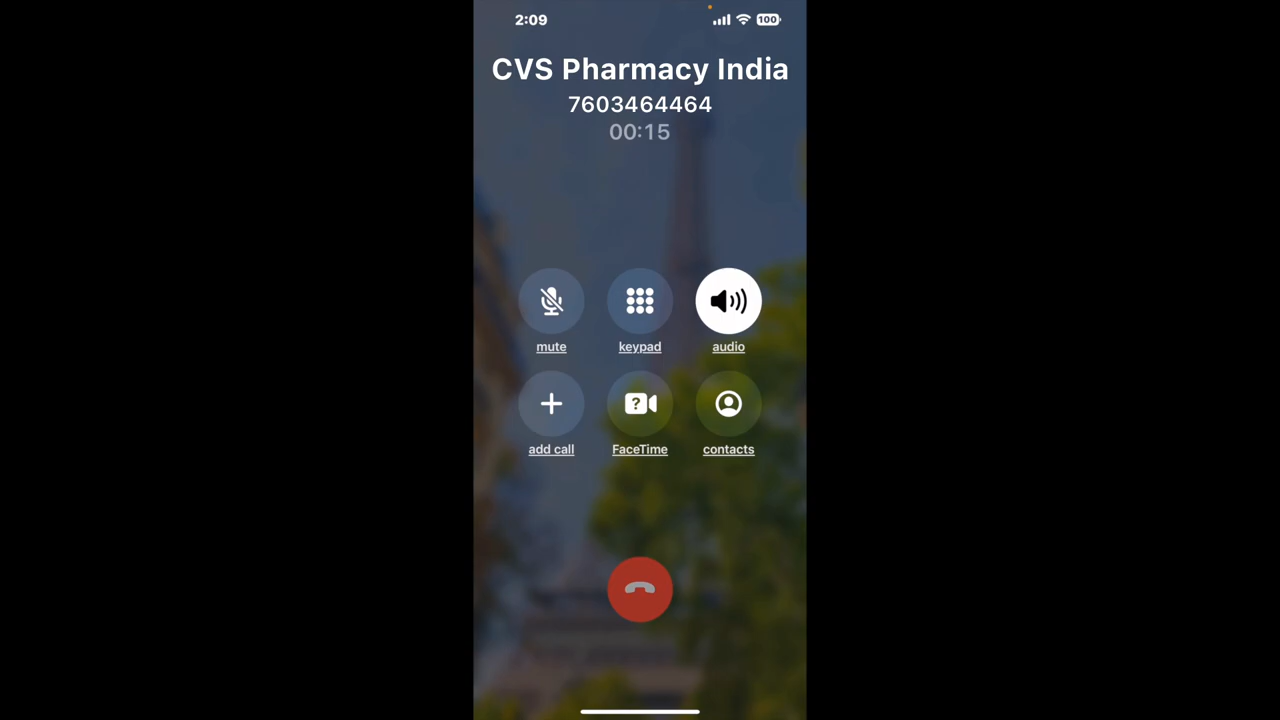 2:09
100
CVS Pharmacy India
7603464464
00:15
mute keypad audio
?
add call FaceTime contacts